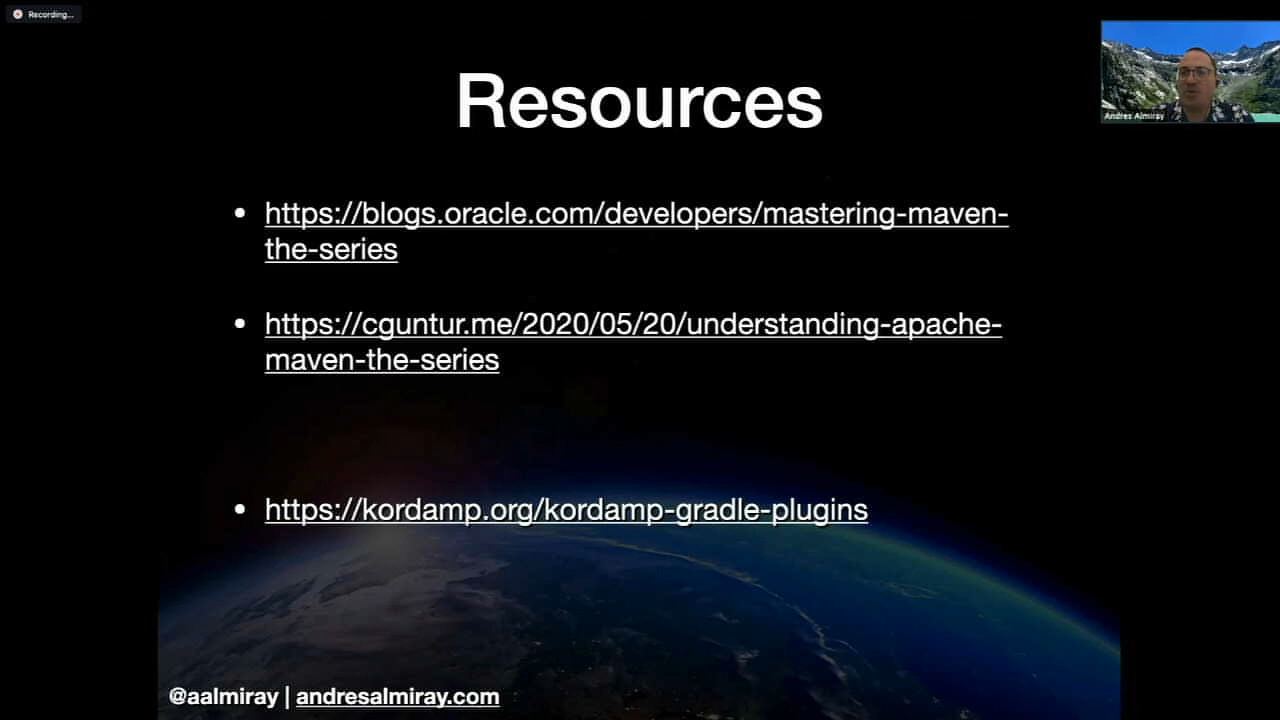 Recording...
Resources
Andres Almiray
• https://blogs.oracle.com/developers/mastering-maven-
the-series
• https://cguntur.me/2020/05/20/understanding-apache-
maven-the-series
• https://kordamp.org/kordamp-gradle-plugins
@aalmiray | andresalmiray.com